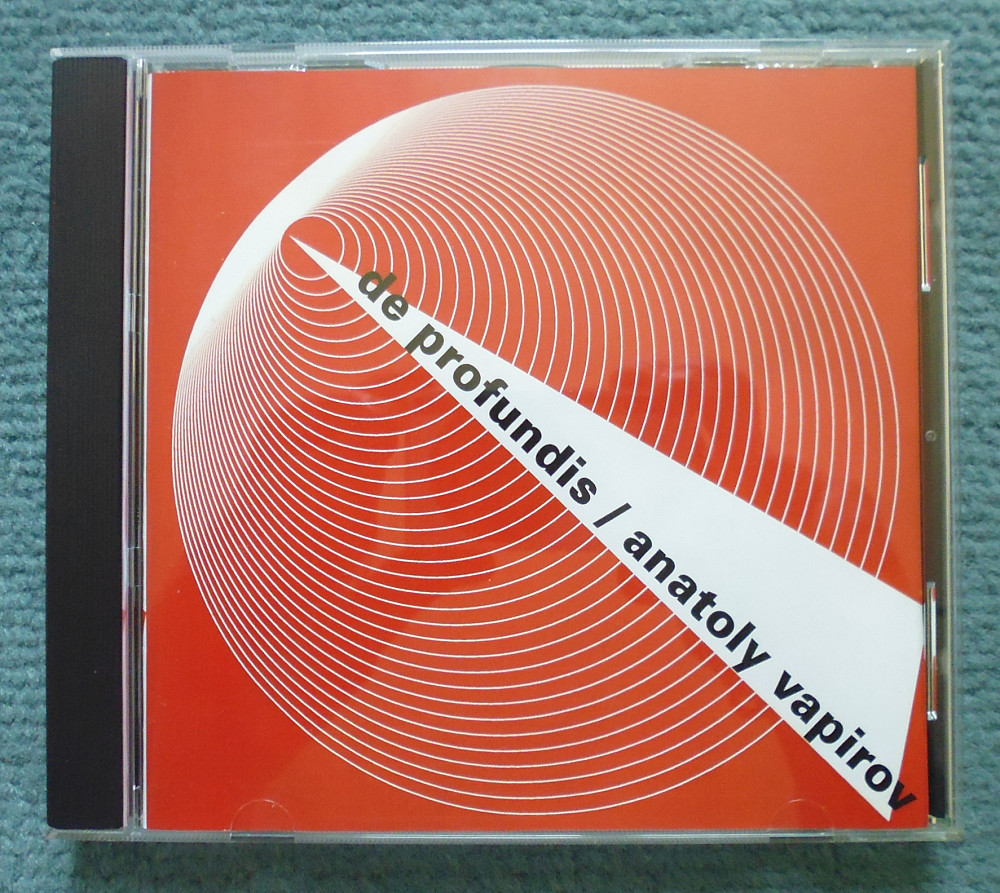 de profundis / anatoly vapirov